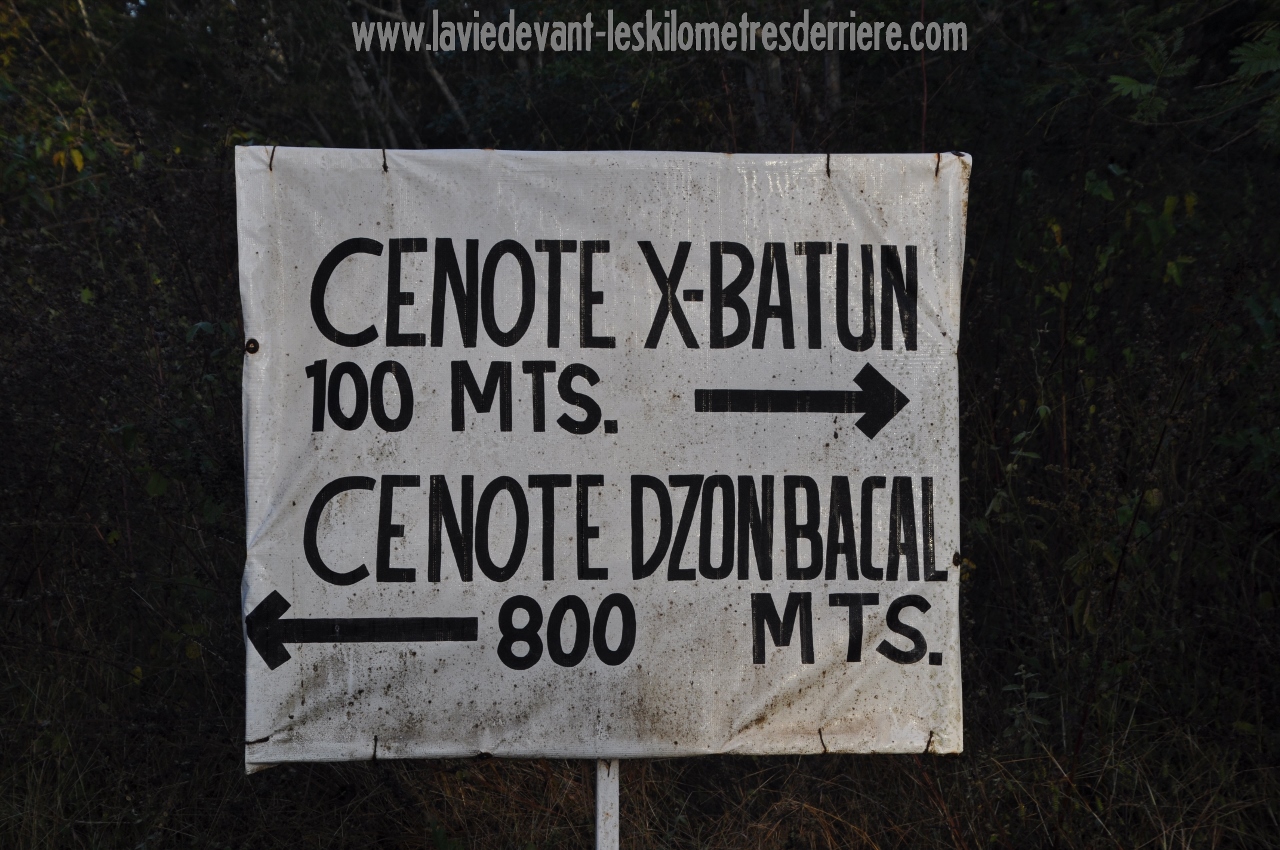 www.laviedevant-leskilometresderriere.com
CENOTE X-BATUN
100 MTS.
CENOTE DZONBACAL
800 MTS.